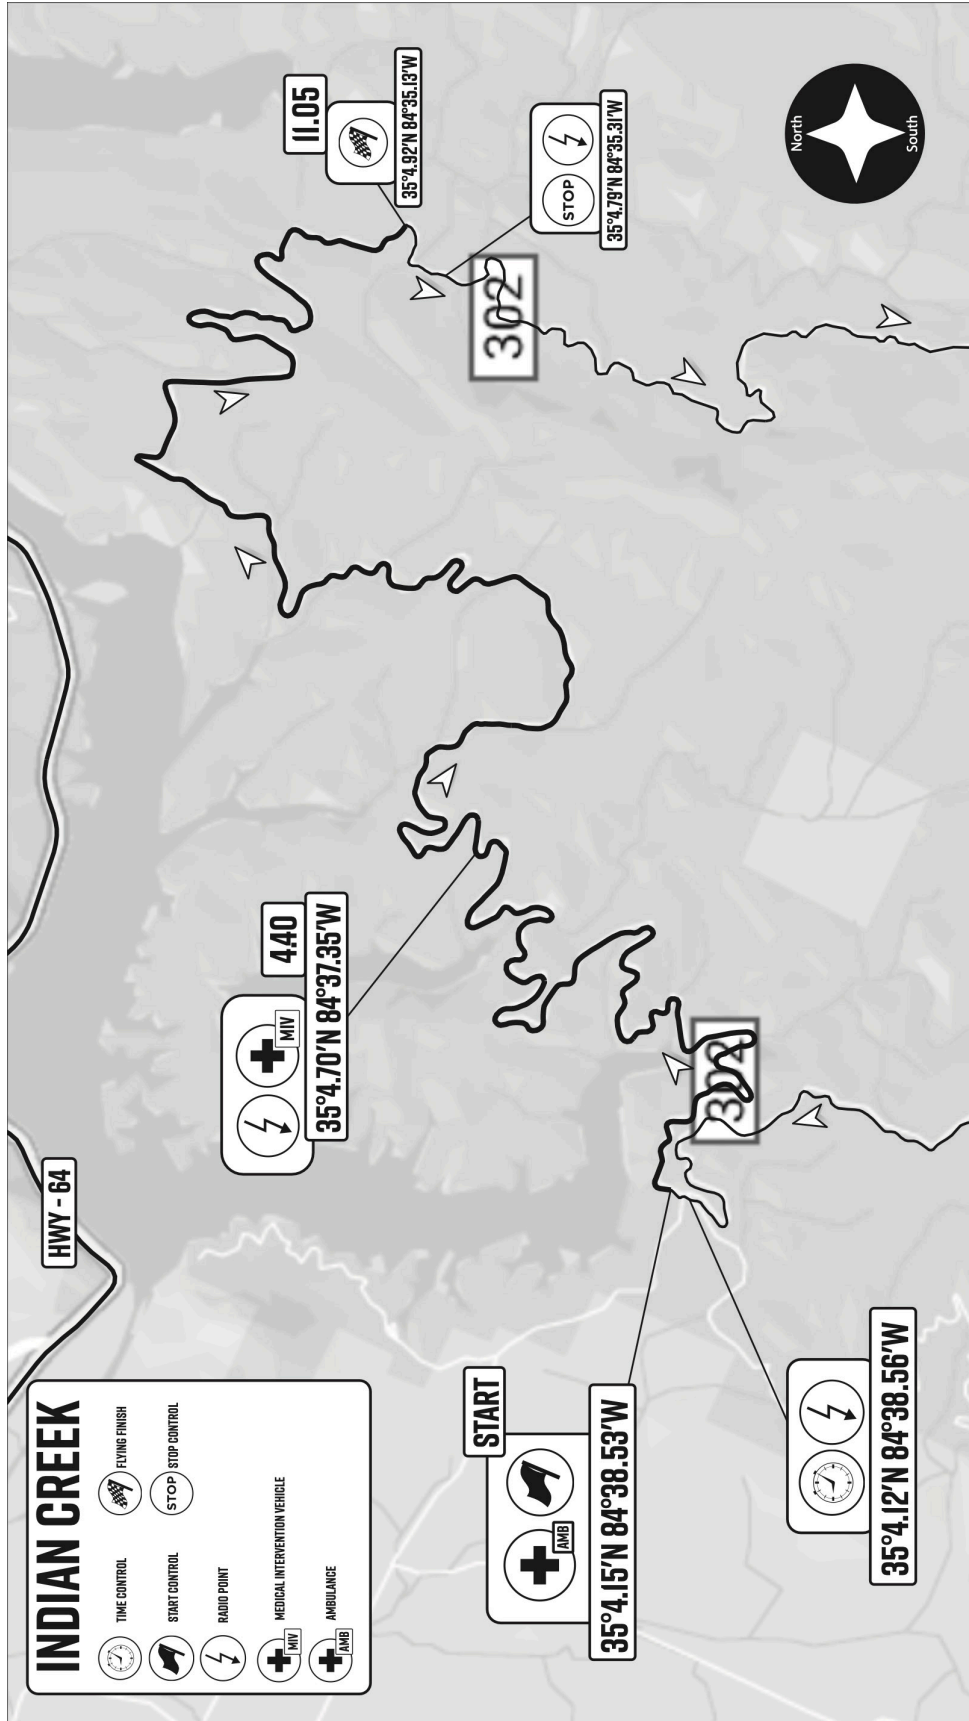 INDIAN CREEK
TIME CONTROL
START CONTROL
RADIO POINT
MIV
MEDICAL INTERVENTION VEHICLE
AMB
AMBULANCE
FLYING FINISH
STOP
STOP CONTROL
HWY - 64
START
AMB
35°4.15'N 84°38.53'W
35°4.12'N 84°38.56'W
302
4.40
MIV
35°4.70'N 84°37.35'W
11.05
35°4.92'N 84°35.13'W
STOP
35°4.79'N 84°35.31'W
302
North
South